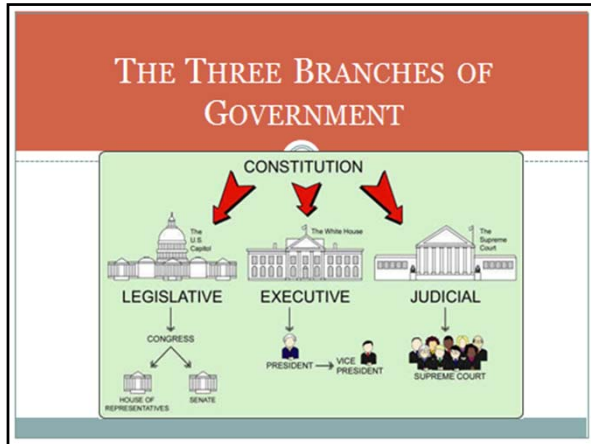 THE THREE BRANCHES OF
GOVERNMENT
CONSTITUTION
The
U.S.
Capitol
The White House
The
Supreme
Court
LEGISLATIVE
EXECUTIVE
JUDICIAL
CONGRESS
HOUSE OF
REPRESENTATIVES
SENATE
PRESIDENT
VICE
PRESIDENT
SUPREME COURT